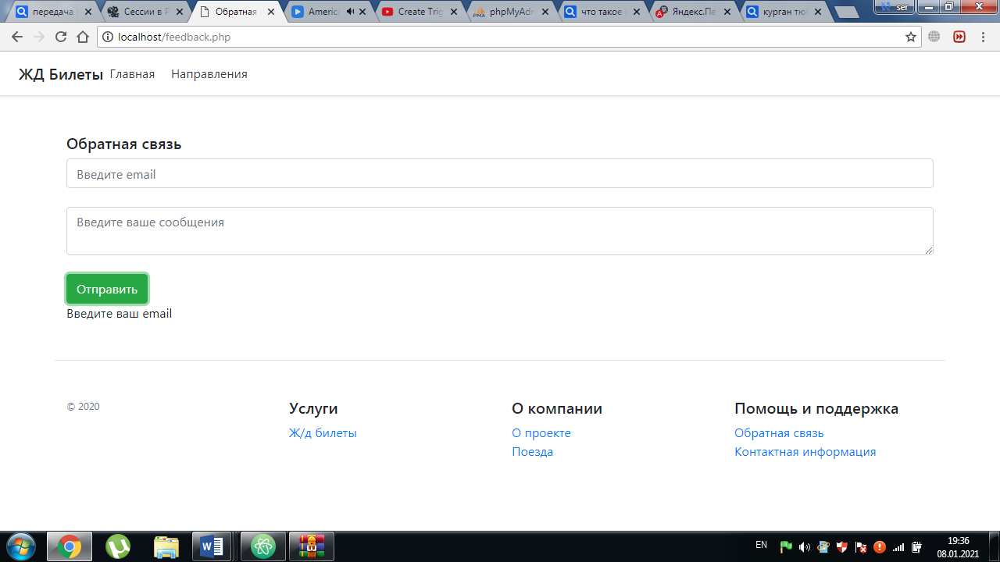 передача
Сессии в P
Обратная
America
Create Trig
phpMyAdm
что такое
Яндекс.Пе
курган тю
ser
localhost/feedback.php
ЖД Билеты Главная Направления
Обратная связь
Введите email
Введите ваше сообщения
Отправить
Введите ваш email
© 2020
Услуги
Ж/д билеты
О компании
О проекте
Поезда
Помощь и поддержка
Обратная связь
Контактная информация
EN
19:36
08.01.2021